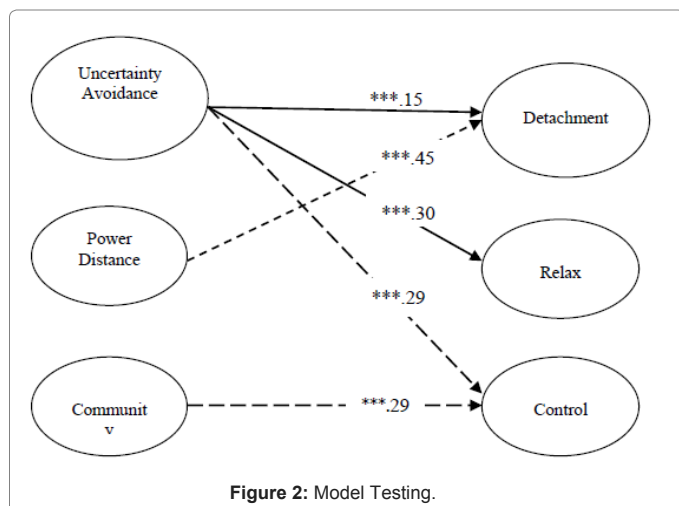 Uncertainty
Avoidance
***.15
Detachment
***.45
Power
Distance
***.30
Relax
***.29
Communit
y
***.29
Control
Figure 2: Model Testing.